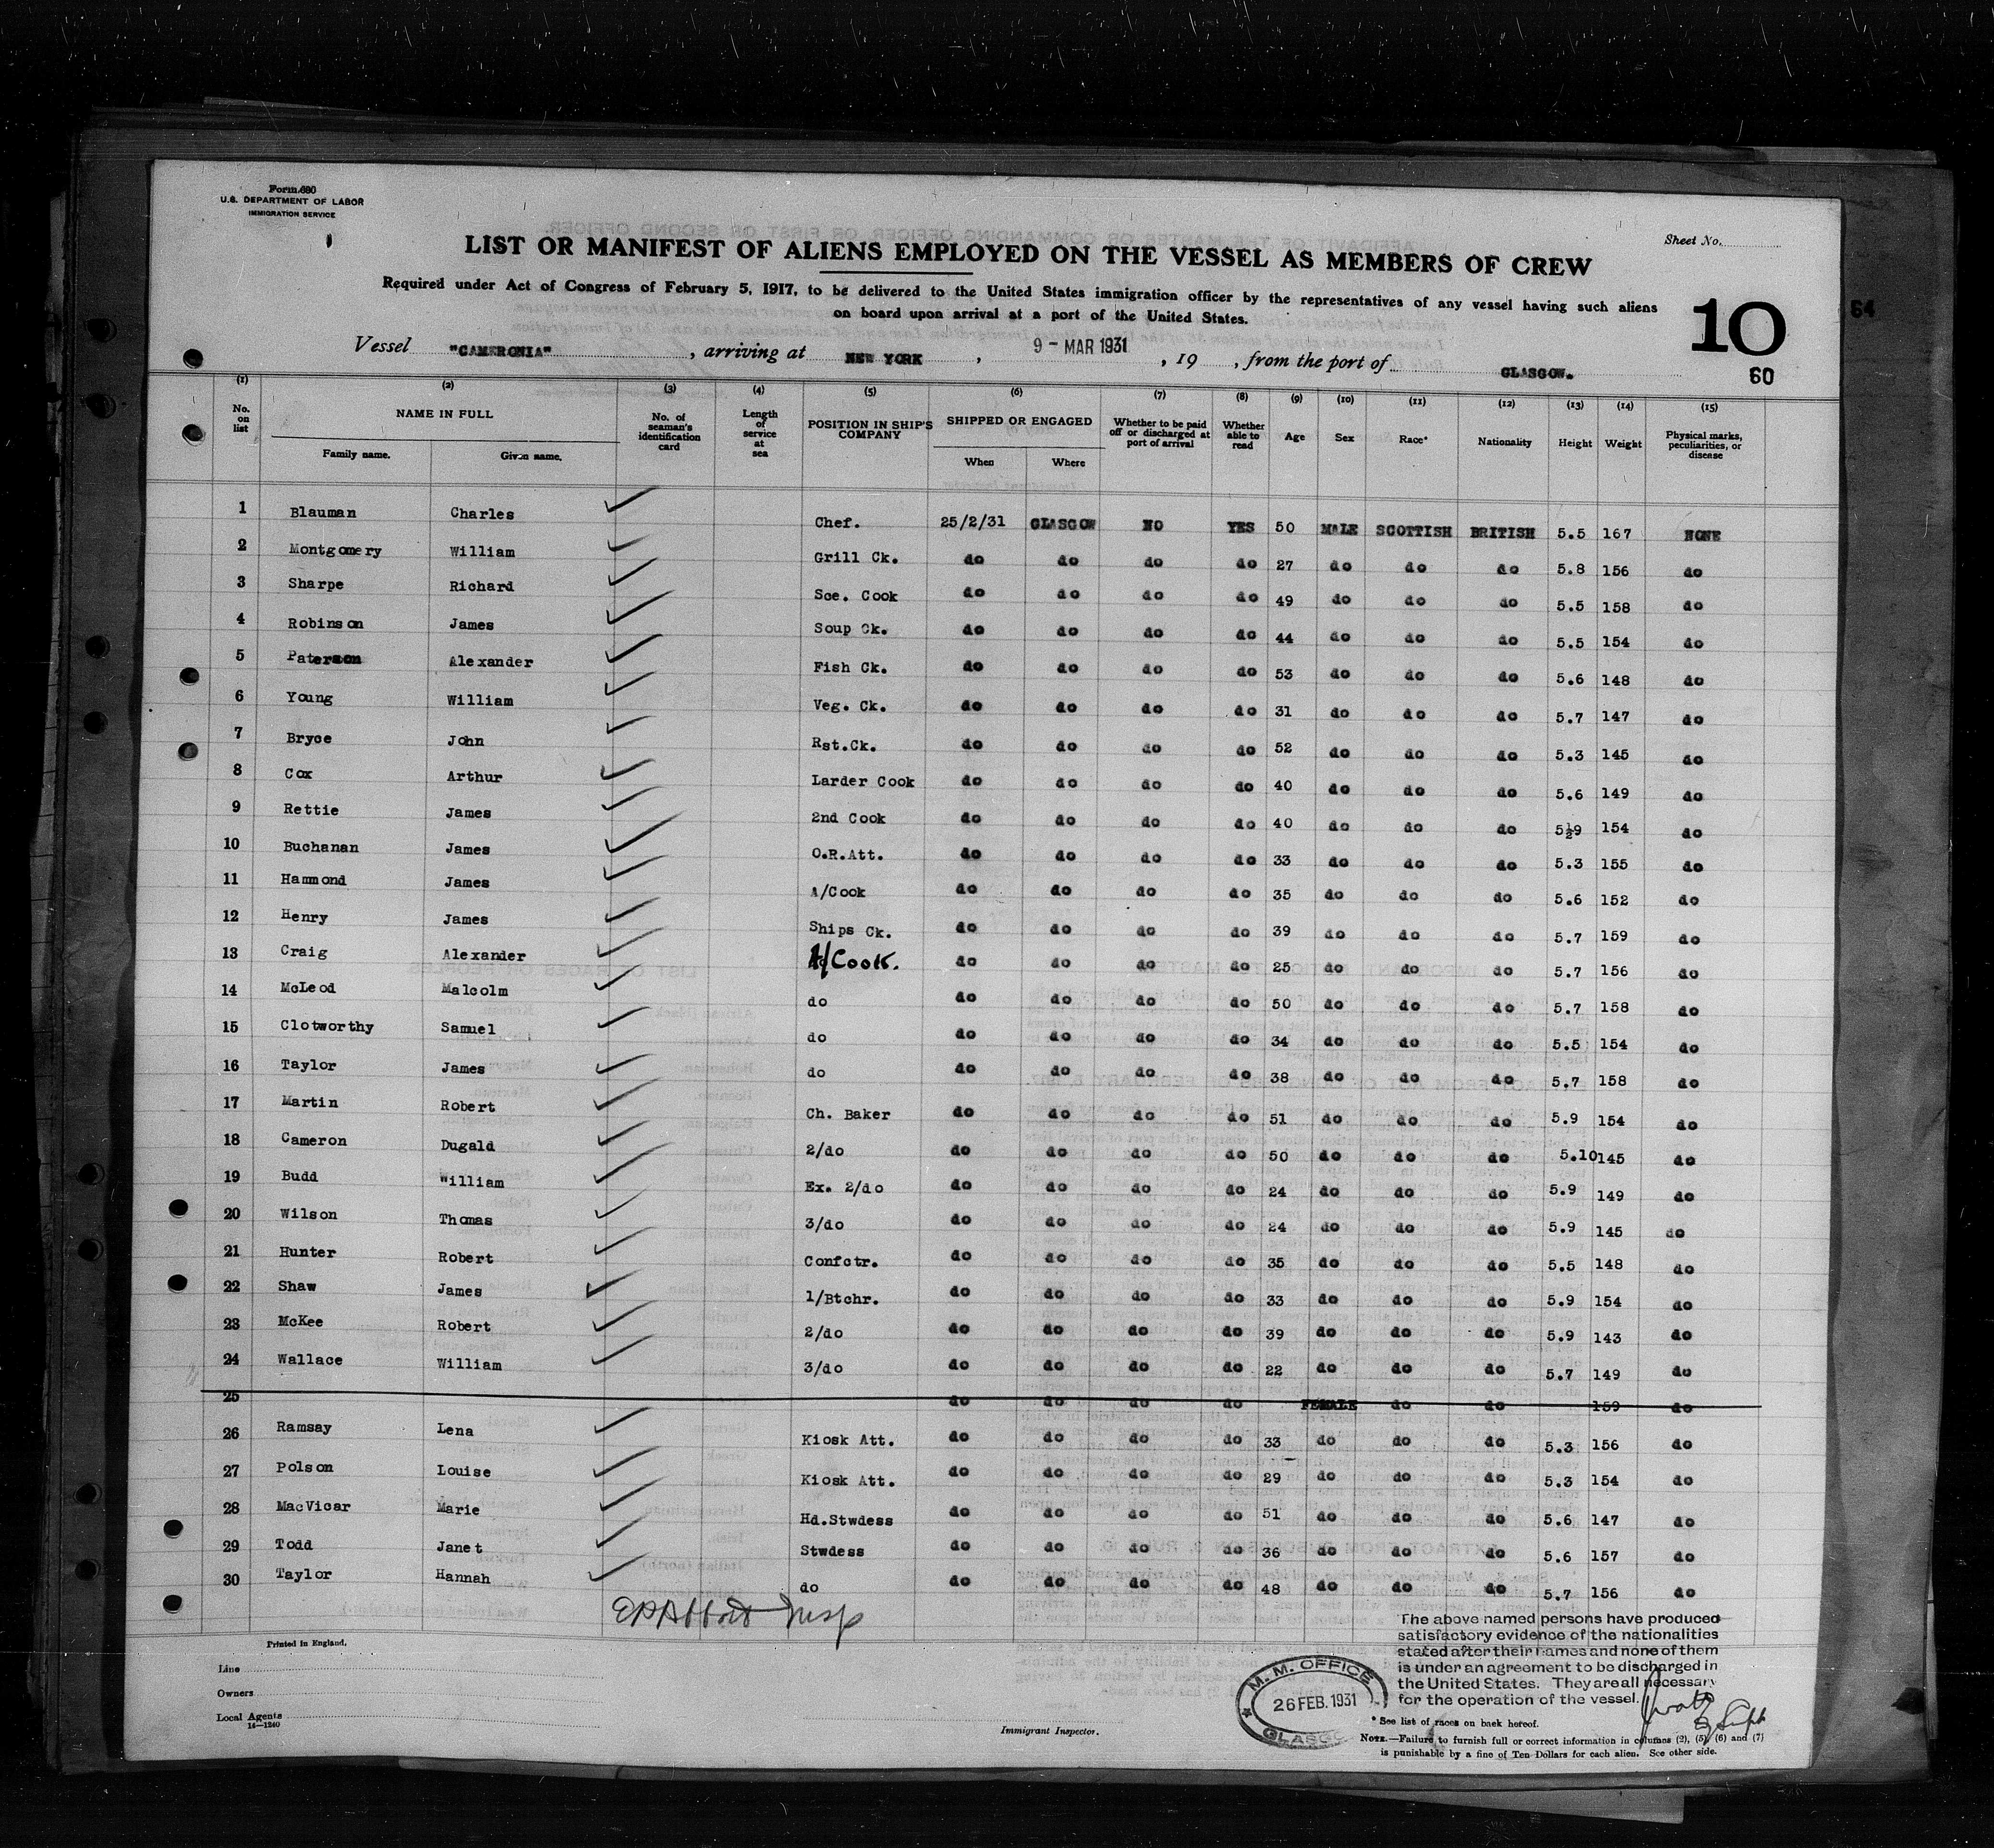 Form 680
U.S. DEPARTMENT OF LABOR
IMMIGRATION SERVICE
Sheet No.
LIST OR MANIFEST OF ALIENS EMPLOYED ON THE VESSEL AS MEMBERS OF CREW
Required under Act of Congress of February 5, 1917, to be delivered to the United States immigration officer by the representatives of any vessel having such aliens
on board upon arrival at a port of the United States.
10
64
Vessel "CAMERONIA", arriving at NEW YORK, 9 - MAR 1931, 19, from the port of GLASGOW.
60
(1) (2) (3) (4) (5) (6) (7) (8) (9) (10) (11) (12) (13) (14) (15)
No. on list NAME IN FULL Family name. Given name. No. of seaman's identification card Length of service at sea POSITION IN SHIP'S COMPANY SHIPPED OR ENGAGED When Where Whether to be paid off or discharged at port of arrival Whether able to read Age Sex Race* Nationality Height Weight Physical marks, peculiarities, or disease
1 Blauman Charles Chef. 25/2/31 GLASGOW NO YES 50 MALE SCOTTISH BRITISH 5.5 167 NONE
2 Montgomery William Grill Ck. do do do do 27 do do do 5.8 156 do
3 Sharpe Richard Sce. Cook do do do do 49 do do do 5.5 158 do
4 Robinson James Soup Ck. do do do do 44 do do do 5.5 154 do
5 Paterson Alexander Fish Ck. do do do do 53 do do do 5.6 148 do
6 Young William Veg. Ck. do do do do 31 do do do 5.7 147 do
7 Bryce John Rst.Ck. do do do do 52 do do do 5.3 145 do
8 Cox Arthur Larder Cook do do do do 40 do do do 5.6 149 do
9 Rettie James 2nd Cook do do do do 40 do do do 5½9 154 do
10 Buchanan James O.R.Att. do do do do 33 do do do 5.3 155 do
11 Hammond James A/Cook do do do do 35 do do do 5.6 152 do
12 Henry James Ships Ck. do do do do 39 do do do 5.7 159 do
13 Craig Alexander A/Cook. do do do do 25 do do do 5.7 156 do
14 McLeod Malcolm do do do do do 50 do do do 5.7 158 do
15 Clotworthy Samuel do do do do do 34 do do do 5.5 154 do
16 Taylor James do do do do do 38 do do do 5.7 158 do
17 Martin Robert Ch. Baker do do do do 51 do do do 5.9 154 do
18 Cameron Dugald 2/do do do do do 50 do do do 5.10 145 do
19 Budd William Ex. 2/do do do do do 24 do do do 5.9 149 do
20 Wilson Thomas 3/do do do do do 24 do do do 5.9 145 do
21 Hunter Robert Confctr. do do do do 35 do do do 5.5 148 do
22 Shaw James 1/Btchr. do do do do 33 do do do 5.9 154 do
23 McKee Robert 2/do do do do do 39 do do do 5.9 143 do
24 Wallace William 3/do do do do do 22 do do do 5.7 149 do
25 do do do do FEMALE do do 159 do
26 Ramsay Lena Kiosk Att. do do do do 33 do do do 5.3 156 do
27 Polson Louise Kiosk Att. do do do do 29 do do do 5.3 154 do
28 MacVicar Marie Hd.Stwdess do do do do 51 do do do 5.6 147 do
29 Todd Janet Stwdess do do do do 36 do do do 5.6 157 do
30 Taylor Hannah do do do do do 48 do do do 5.7 156 do
Insp
The above named persons have produced
satisfactory evidence of the nationalities
stated after their names and none of them
is under an agreement to be discharged in
the United States. They are all necessary
for the operation of the vessel.
Printed in England.
Line
Owners
Local Agents
14-1240
Immigrant Inspector.
M. M. OFFICE
26 FEB. 1931
GLASGOW
* See list of races on back hereof.
NOTE.—Failure to furnish full or correct information in columns (2), (5), (6) and (7)
is punishable by a fine of Ten Dollars for each alien. See other side.